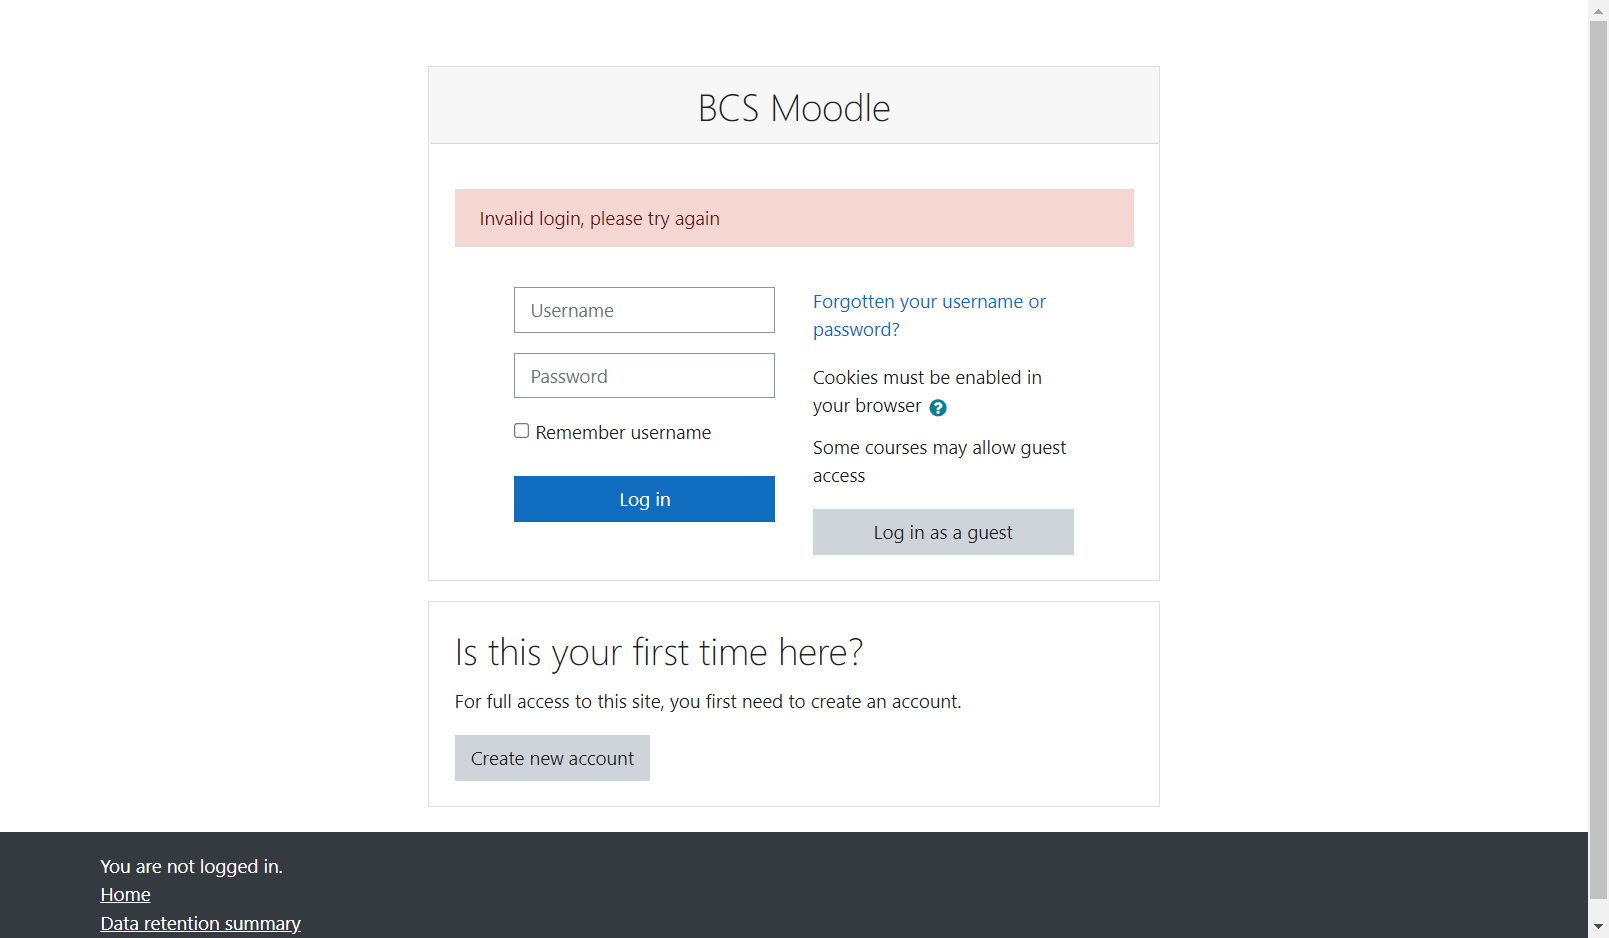 BCS Moodle
Invalid login, please try again
Username
Password
Remember username
Log in
Forgotten your username or
password?
Cookies must be enabled in
your browser
Some courses may allow guest
access
Log in as a guest
Is this your first time here?
For full access to this site, you first need to create an account.
Create new account
You are not logged in.
Home
Data retention summary